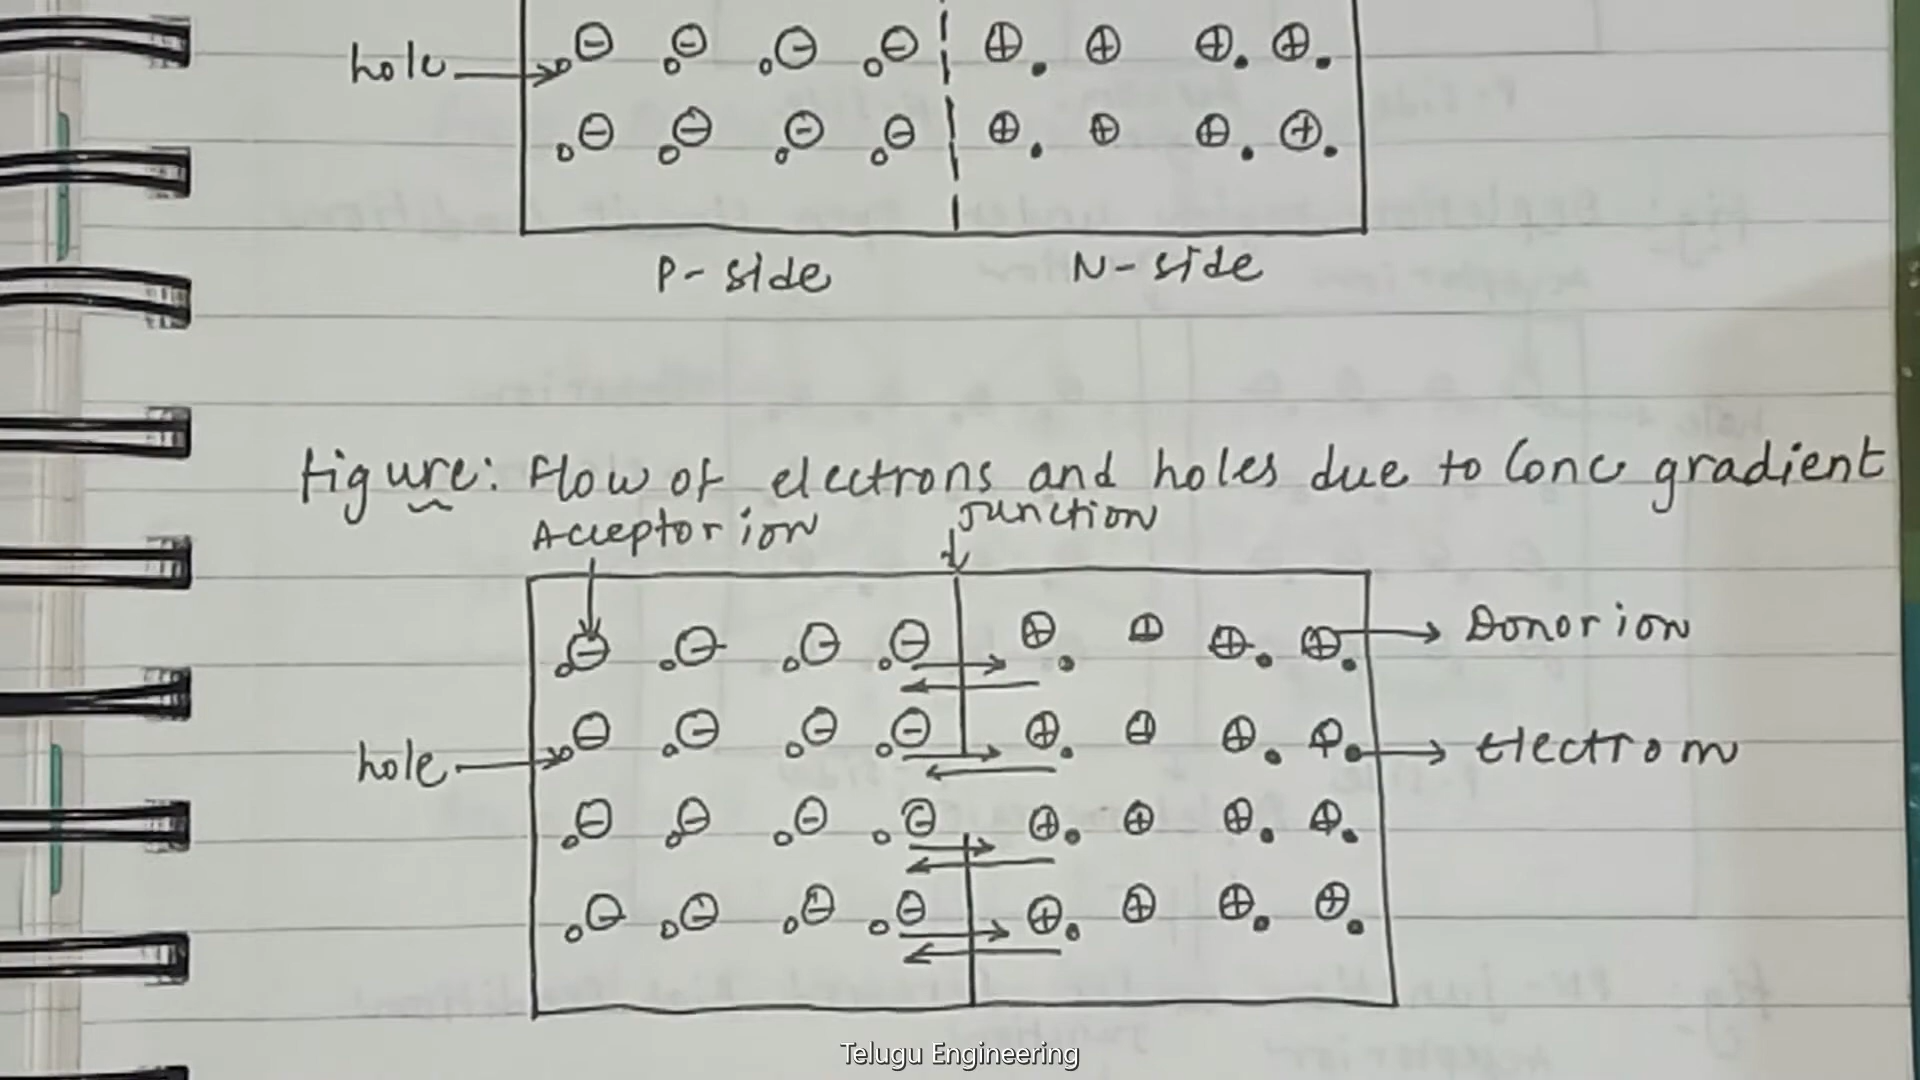 hole
P-side
N-side
figure: Flow of electrons and holes due to Conc gradient
Acceptor ion
Junction
Donor ion
hole
electrom
Telugu Engineering